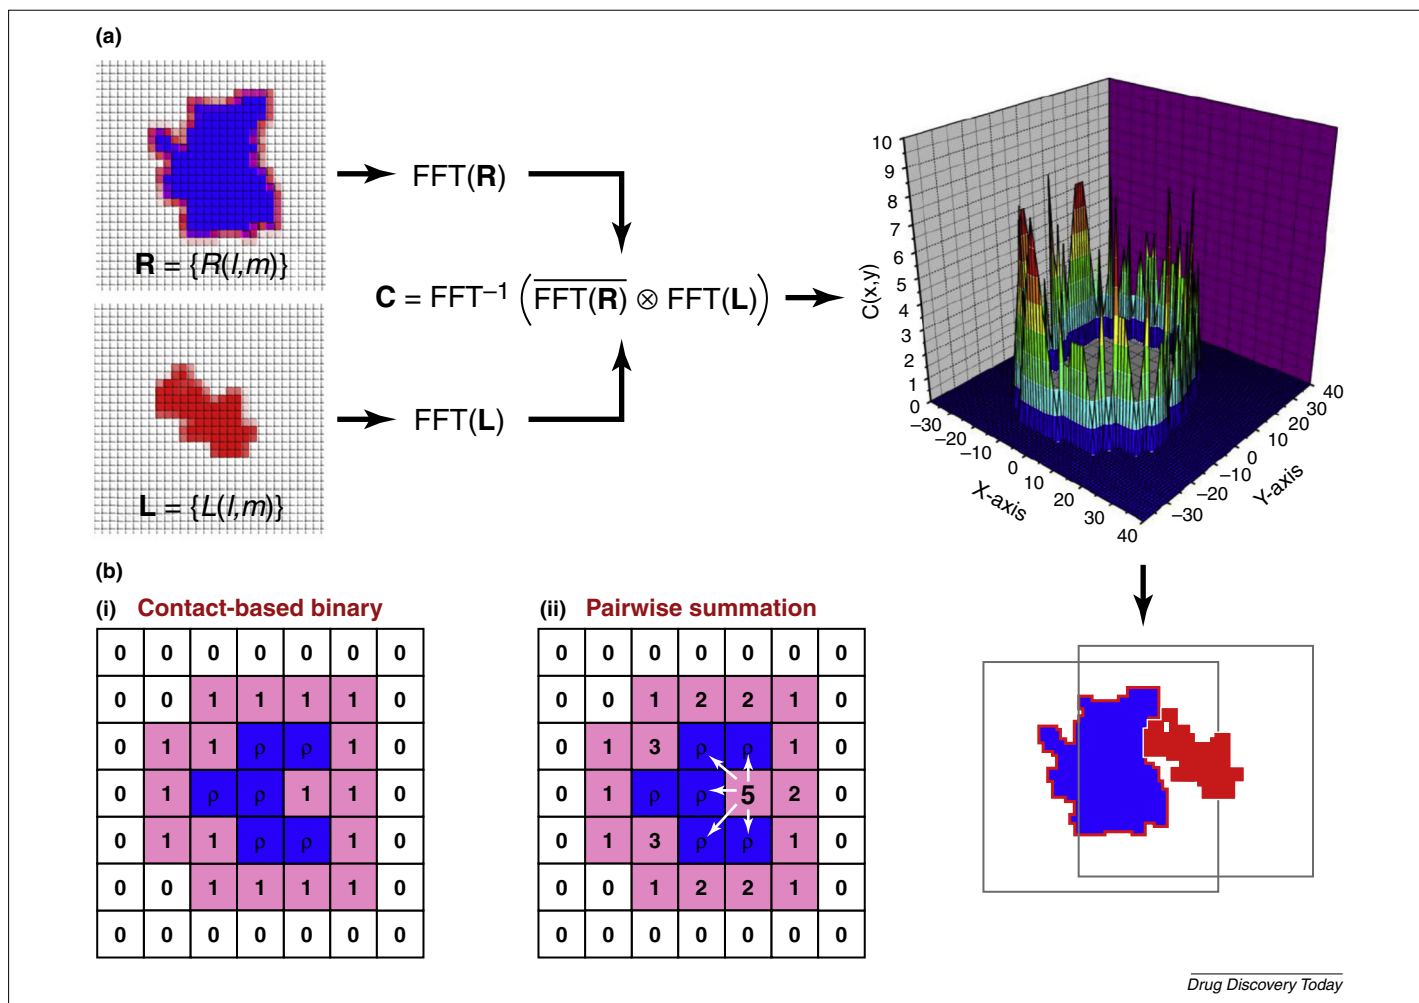 (a)
R = {R(l,m)}
FFT(R)
C = FFT⁻¹ (F̅F̅T̅(̅R̅)̅ ⊗ FFT(L))
L = {L(l,m)}
FFT(L)
C(x,y)
10
9
8
7
6
5
4
3
2
1
0
−30
−20
−10
0
10
20
30
40
X-axis
40
30
20
10
0
−10
−20
−30
Y-axis
(b)
(i) Contact-based binary
0 0 0 0 0 0 0
0 0 1 1 1 1 0
0 1 1 ρ ρ 1 0
0 1 ρ ρ 1 1 0
0 1 1 ρ ρ 1 0
0 0 1 1 1 1 0
0 0 0 0 0 0 0
(ii) Pairwise summation
0 0 0 0 0 0 0
0 0 1 2 2 1 0
0 1 3 ρ ρ 1 0
0 1 ρ ρ 5 2 0
0 1 3 ρ ρ 1 0
0 0 1 2 2 1 0
0 0 0 0 0 0 0
Drug Discovery Today